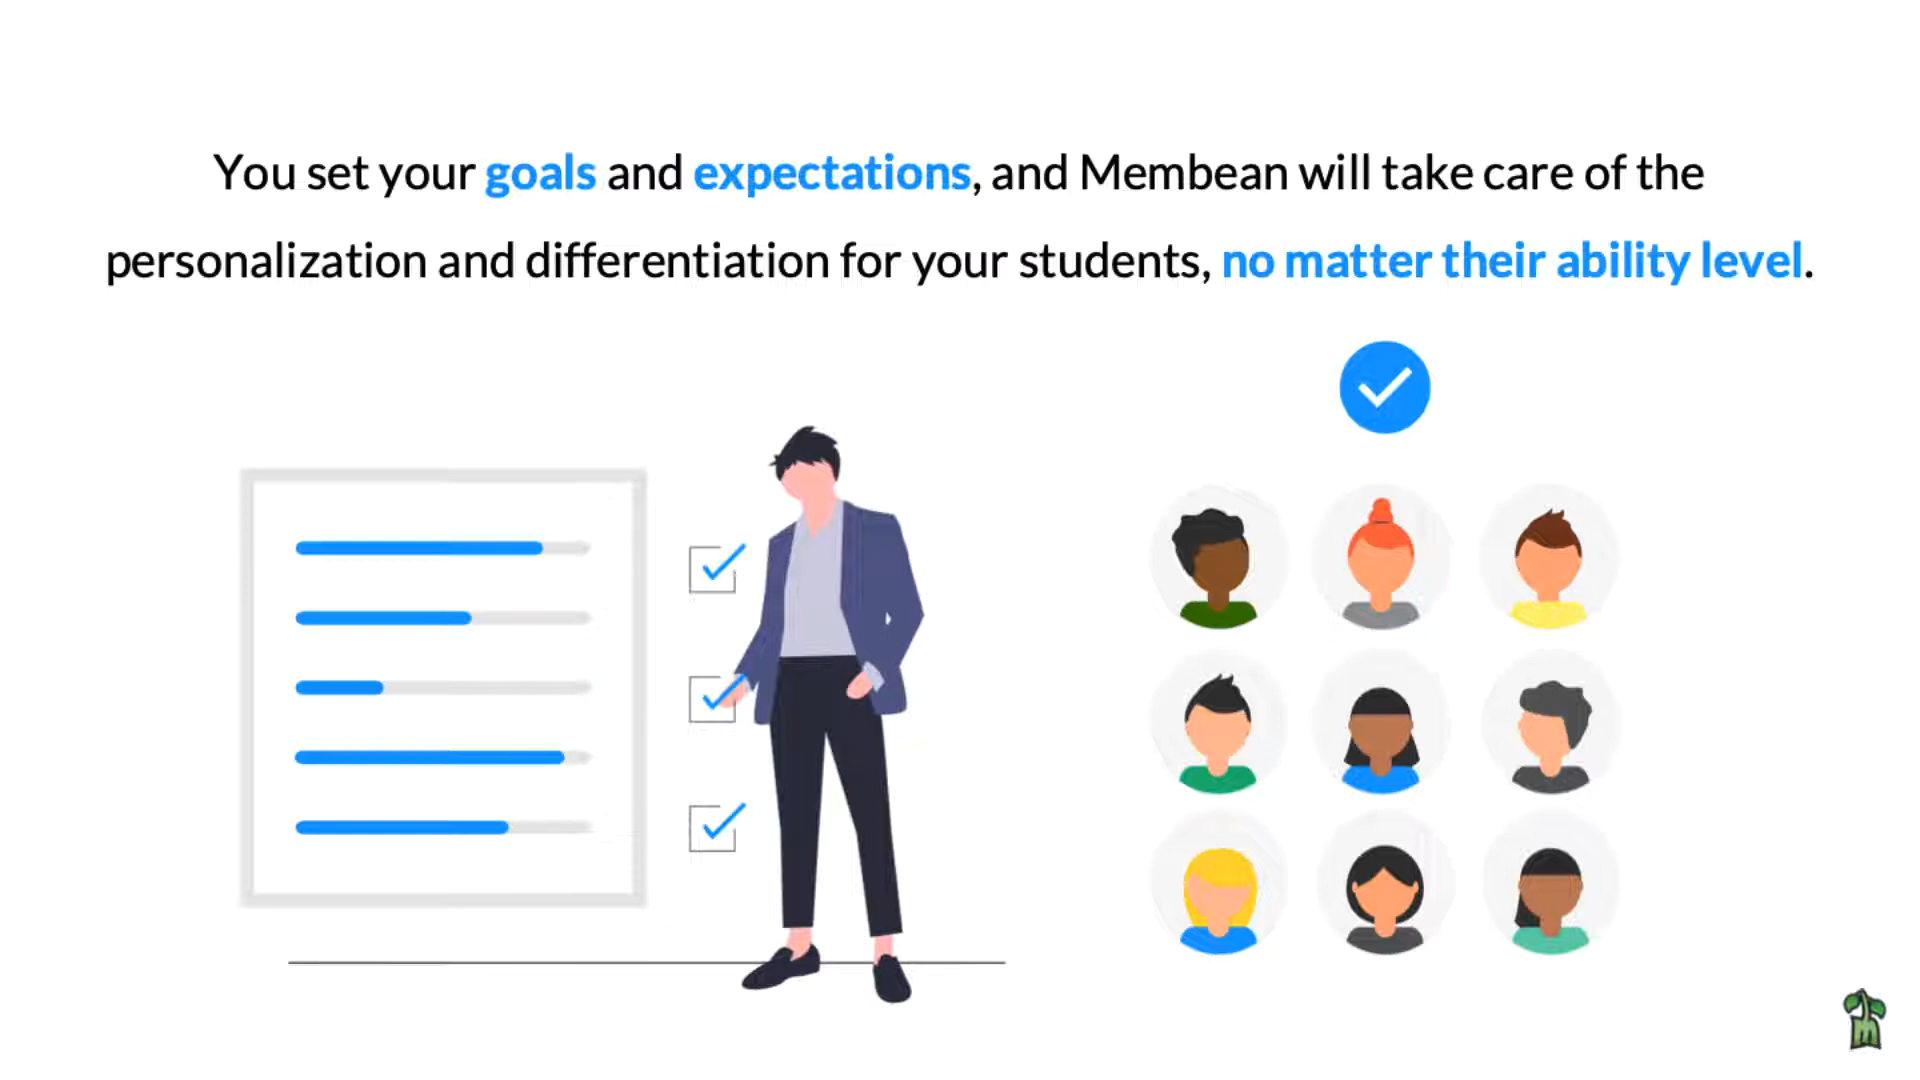 You set your goals and expectations, and Membean will take care of the
personalization and differentiation for your students, no matter their ability level.
m